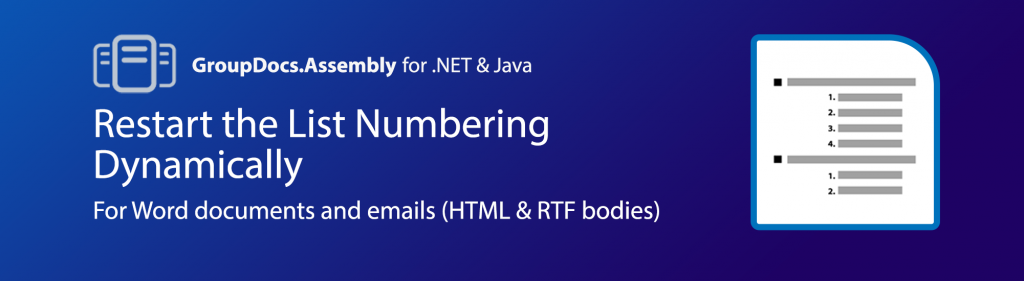 GroupDocs.Assembly for .NET & Java
Restart the List Numbering
Dynamically
For Word documents and emails (HTML & RTF bodies)
1.
2.
3.
4.
1.
2.